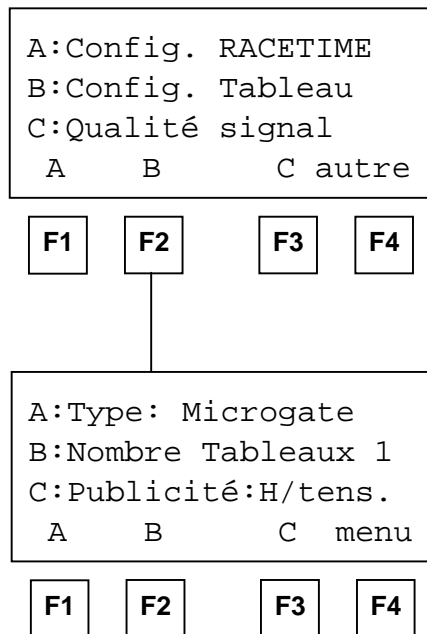 A:Config. RACETIME
B:Config. Tableau
C:Qualité signal
A B C autre
F1 F2 F3 F4
A:Type: Microgate
B:Nombre Tableaux 1
C:Publicité:H/tens.
A B C menu
F1 F2 F3 F4